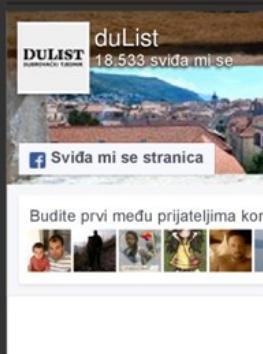 duList
DULIST
DUBROVAČKI TJEDNIK
18.533 sviđa mi se
Sviđa mi se stranica
Budite prvi među prijateljima kor